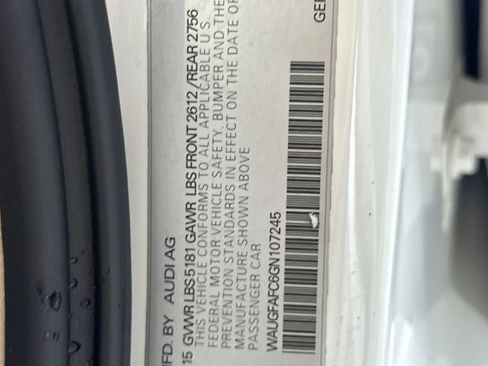 MFD. BY AUDI AG
15 GVWR LBS 5181 GAWR LBS FRONT 2612 /REAR 2756
THIS VEHICLE CONFORMS TO ALL APPLICABLE U S
FEDERAL MOTOR VEHICLE SAFETY, BUMPER AND THE
PREVENTION STANDARDS IN EFFECT ON THE DATE OF
MANUFACTURE SHOWN ABOVE
PASSENGER CAR
WAUGFAFC6GN107245